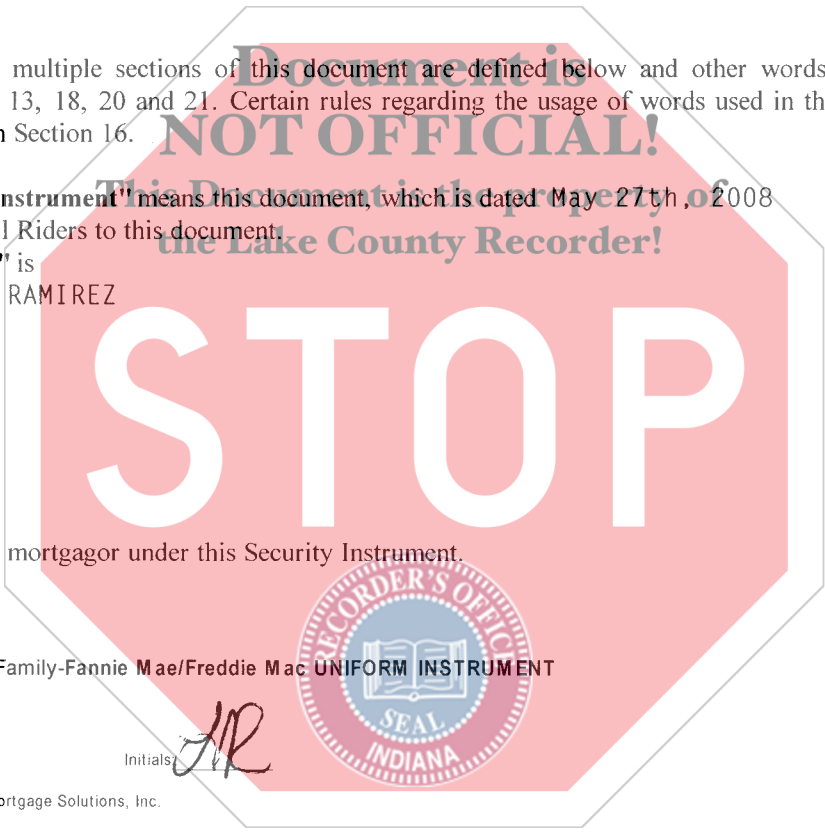 Document is
multiple sections of this document are defined below and other words
13, 18, 20 and 21. Certain rules regarding the usage of words used in th
NOT OFFICIAL!
n Section 16.
This Document is the property of
nstrument" means this document, which is dated May 27th, 2008
l Riders to this document.
the Lake County Recorder!
" is
RAMIREZ
STOP
mortgagor under this Security Instrument.
RECORDER'S OFFICE
Family-Fannie Mae/Freddie Mac UNIFORM INSTRUMENT
SEAL
INDIANA
Initials: HR
ortgage Solutions, Inc.